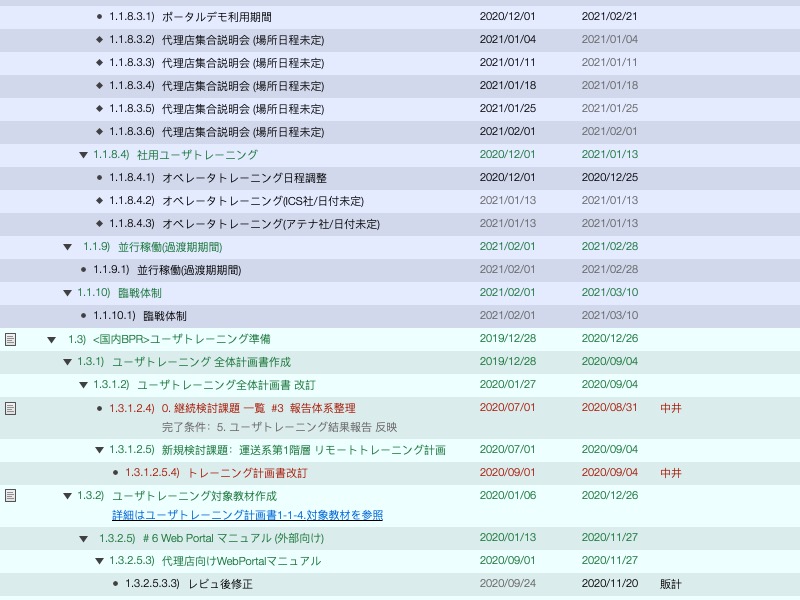 1.1.8.3.1) ポータルデモ利用期間 2020/12/01 2021/02/21
1.1.8.3.2) 代理店集合説明会 (場所日程未定) 2021/01/04 2021/01/04
1.1.8.3.3) 代理店集合説明会 (場所日程未定) 2021/01/11 2021/01/11
1.1.8.3.4) 代理店集合説明会 (場所日程未定) 2021/01/18 2021/01/18
1.1.8.3.5) 代理店集合説明会 (場所日程未定) 2021/01/25 2021/01/25
1.1.8.3.6) 代理店集合説明会 (場所日程未定) 2021/02/01 2021/02/01
1.1.8.4) 社用ユーザトレーニング 2020/12/01 2021/01/13
1.1.8.4.1) オペレータトレーニング日程調整 2020/12/01 2020/12/25
1.1.8.4.2) オペレータトレーニング(ICS社/日付未定) 2021/01/13 2021/01/13
1.1.8.4.3) オペレータトレーニング(アテナ社/日付未定) 2021/01/13 2021/01/13
1.1.9) 並行稼働(過渡期期間) 2021/02/01 2021/02/28
1.1.9.1) 並行稼働(過渡期期間) 2021/02/01 2021/02/28
1.1.10) 臨戦体制 2021/02/01 2021/03/10
1.1.10.1) 臨戦体制 2021/02/01 2021/03/10
1.3) <国内BPR>ユーザトレーニング準備 2019/12/28 2020/12/26
1.3.1) ユーザトレーニング 全体計画書作成 2019/12/28 2020/09/04
1.3.1.2) ユーザトレーニング全体計画書 改訂 2020/01/27 2020/09/04
1.3.1.2.4) 0. 継続検討課題 一覧 #3 報告体系整理 2020/07/01 2020/08/31 中井
完了条件: 5. ユーザトレーニング結果報告 反映
1.3.1.2.5) 新規検討課題: 運送系第1階層 リモートトレーニング計画 2020/07/01 2020/09/04
1.3.1.2.5.4) トレーニング計画書改訂 2020/09/01 2020/09/04 中井
1.3.2) ユーザトレーニング対象教材作成 2020/01/06 2020/12/26
詳細はユーザトレーニング計画書1-1-4.対象教材を参照
1.3.2.5) # 6 Web Portal マニュアル (外部向け) 2020/01/13 2020/11/27
1.3.2.5.3) 代理店向けWebPortalマニュアル 2020/09/01 2020/11/27
1.3.2.5.3.3) レビュ後修正 2020/09/24 2020/11/20 販計